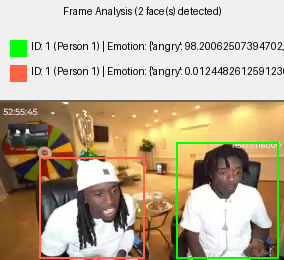 Frame Analysis (2 face(s) detected)
ID: 1 (Person 1) | Emotion: {'angry': 98.20062507394702,
ID: 1 (Person 1) | Emotion: {'angry': 0.012448261259123
52:55:45